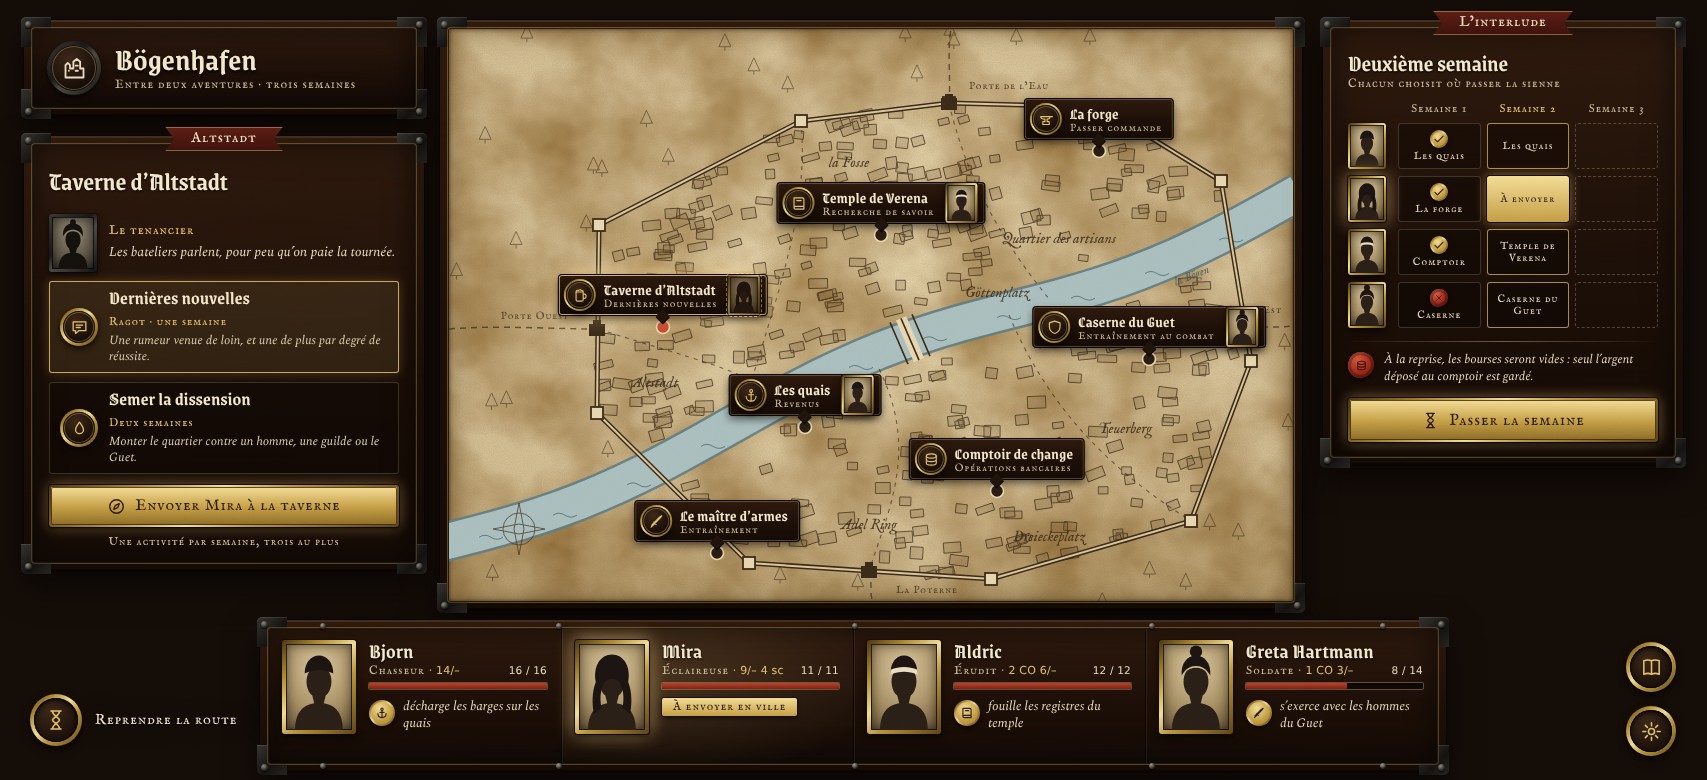 Bögenhafen
Entre deux aventures · trois semaines
Altstadt
Taverne d'Altstadt
Le tenancier
Les bateliers parlent, pour peu qu'on paie la tournée.
Dernières nouvelles
Ragot · une semaine
Une rumeur venue de loin, et une de plus par degré de
réussite.
Semer la dissension
Deux semaines
Monter le quartier contre un homme, une guilde ou le
Guet.
Envoyer Mira à la taverne
Une activité par semaine, trois au plus
Porte de l'Eau
La forge
Passer commande
la Fosse
Temple de Verena
Recherche de savoir
Quartier des artisans
Taverne d'Altstadt
Dernières nouvelles
Göttenplatz
Porte Ouest
Caserne du Guet
Entraînement au combat
Altstadt
Les quais
Revenus
Feuerberg
Comptoir de change
Opérations bancaires
Le maître d'armes
Entraînement
Adel Ring
Dreieckeplatz
La Poterne
L'interlude
Deuxième semaine
Chacun choisit où passer la sienne
Semaine 1 Semaine 2 Semaine 3
Les quais Les quais
La forge À envoyer
Comptoir Temple de
Verena
Caserne Caserne du
Guet
À la reprise, les bourses seront vides : seul l'argent
déposé au comptoir est gardé.
Passer la semaine
Reprendre la route
Bjorn
Chasseur · 14/– 16 / 16
décharge les barges sur les
quais
Mira
Éclaireuse · 9/– 4 sc 11 / 11
À envoyer en ville
Aldric
Érudit · 2 CO 6/– 12 / 12
fouille les registres du
temple
Greta Hartmann
Soldate · 1 CO 3/– 8 / 14
s'exerce avec les hommes
du Guet